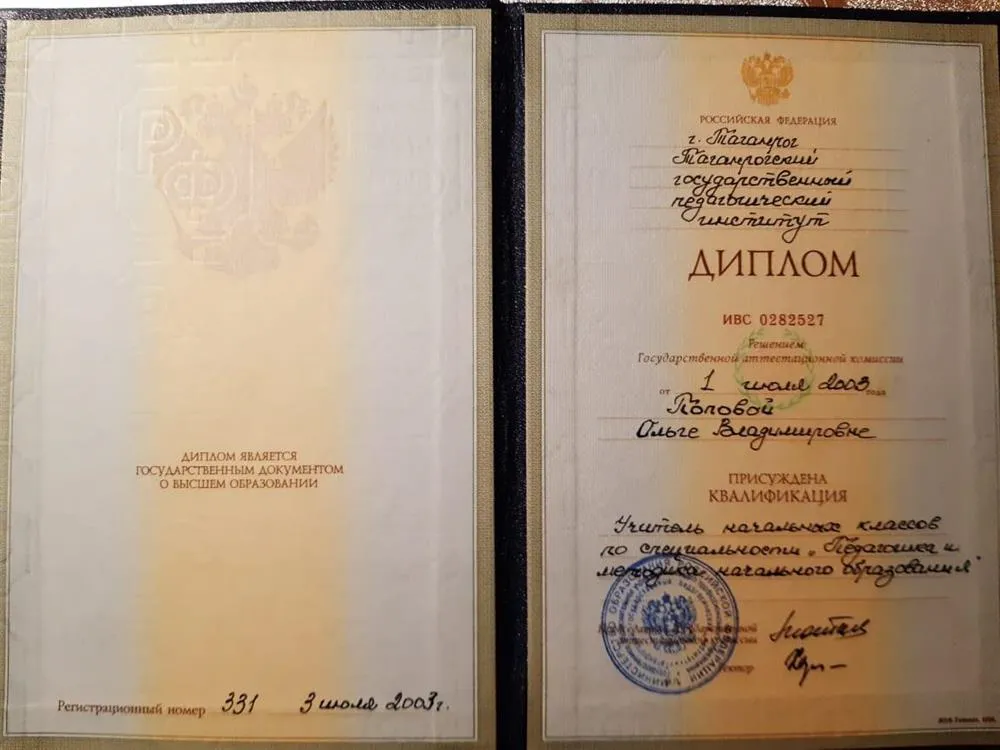 ДИПЛОМ ЯВЛЯЕТСЯ
ГОСУДАРСТВЕННЫМ ДОКУМЕНТОМ
О ВЫСШЕМ ОБРАЗОВАНИИ
Регистрационный номер 331 3 июля 2003г.
РОССИЙСКАЯ ФЕДЕРАЦИЯ
г. Таганрог
Таганрогский
государственный
педагогический
институт
ДИПЛОМ
ИВС 0282527
Решением
Государственной аттестационной комиссии
от 1 июля 2003 года
Поповой
Ольге Владимировне
ПРИСУЖДЕНА
КВАЛИФИКАЦИЯ
Учитель начальных классов
по специальности „Педагогика и
методика начального образования"